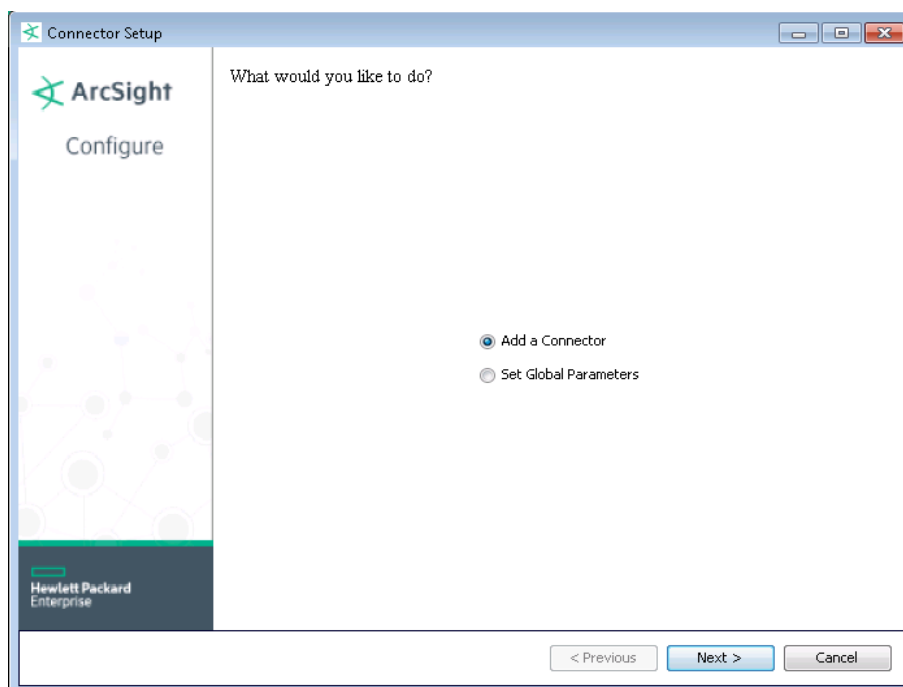 Connector Setup
ArcSight
Configure
What would you like to do?
Add a Connector
Set Global Parameters
Hewlett Packard
Enterprise
< Previous
Next >
Cancel